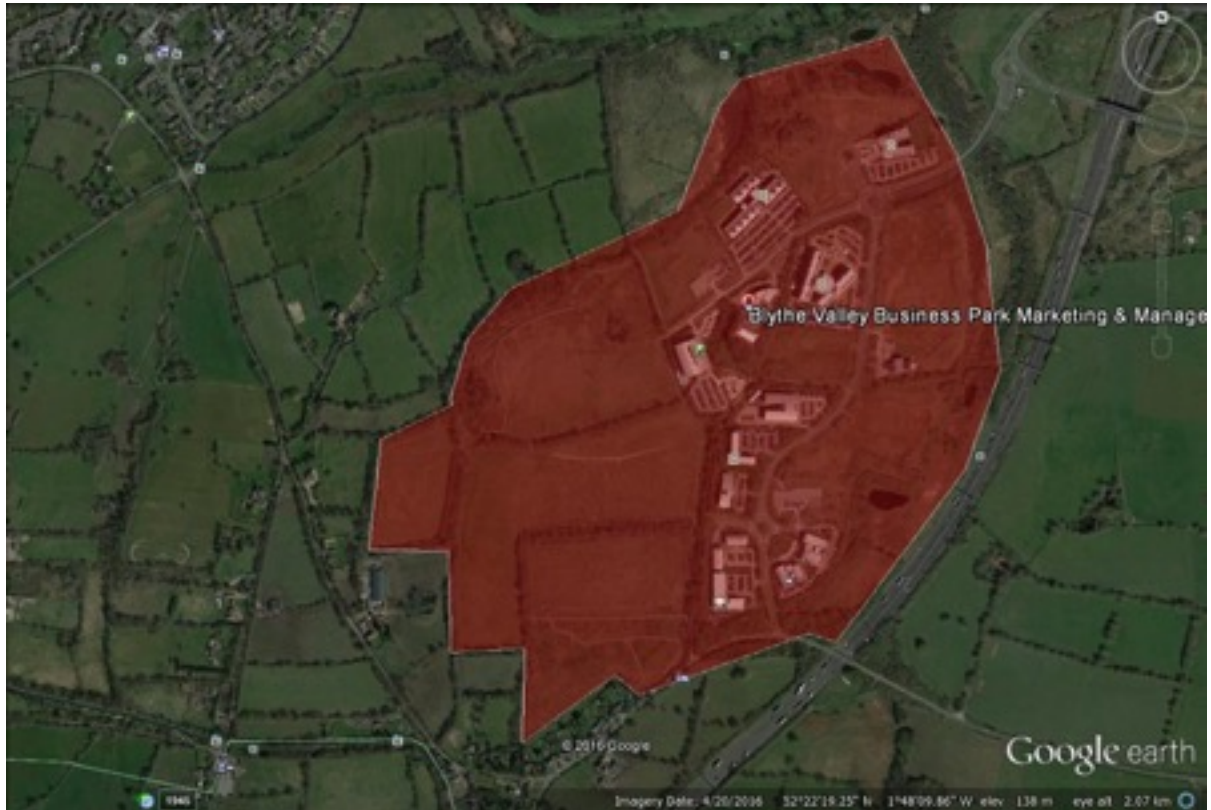 Blythe Valley Business Park Marketing & Manage
© 2016 Google
Google earth
1945
Imagery Date: 4/20/2016 52°22'19.25" N 1°48'09.86" W elev 138 m eye alt 2.07 km